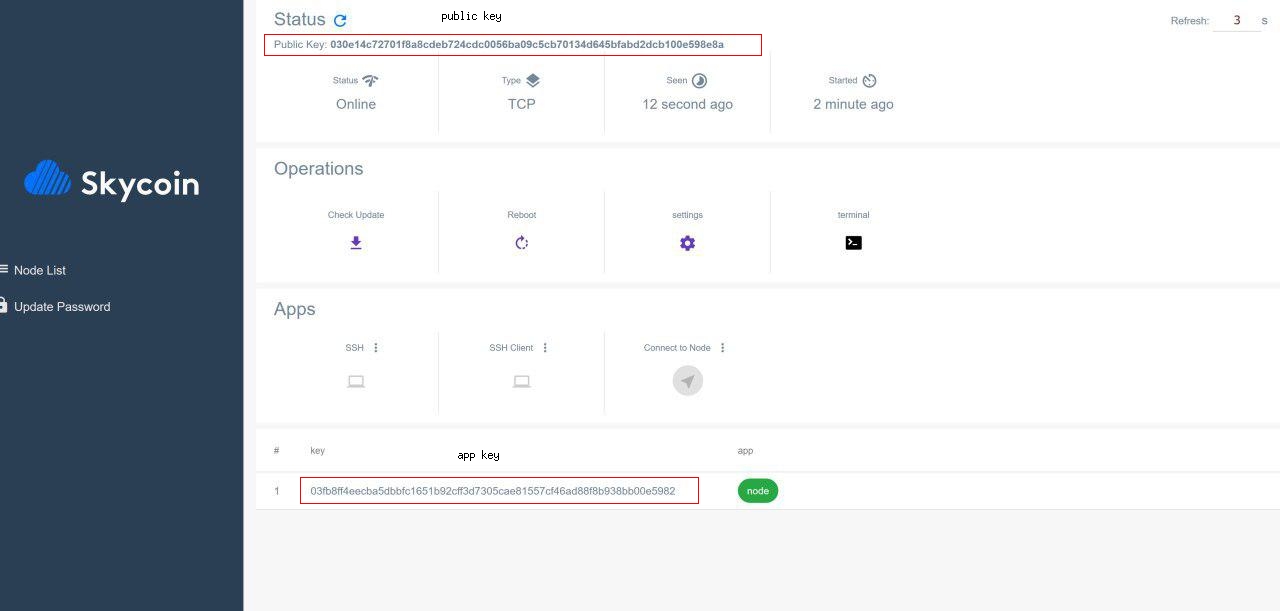 Status
public key
Refresh: 3 s
Public Key: 030e14c72701f8a8cdeb724cdc0056ba09c5cb70134d645bfabd2dcb100e598e8a
Status Type Seen Started
Online TCP 12 second ago 2 minute ago
Skycoin
Node List
Update Password
Operations
Check Update Reboot settings terminal
Apps
SSH SSH Client Connect to Node
app key
# key app
1 03fb8ff4eecba5dbbfc1651b92cff3d7305cae81557cf46ad88f8b938bb00e5982 node